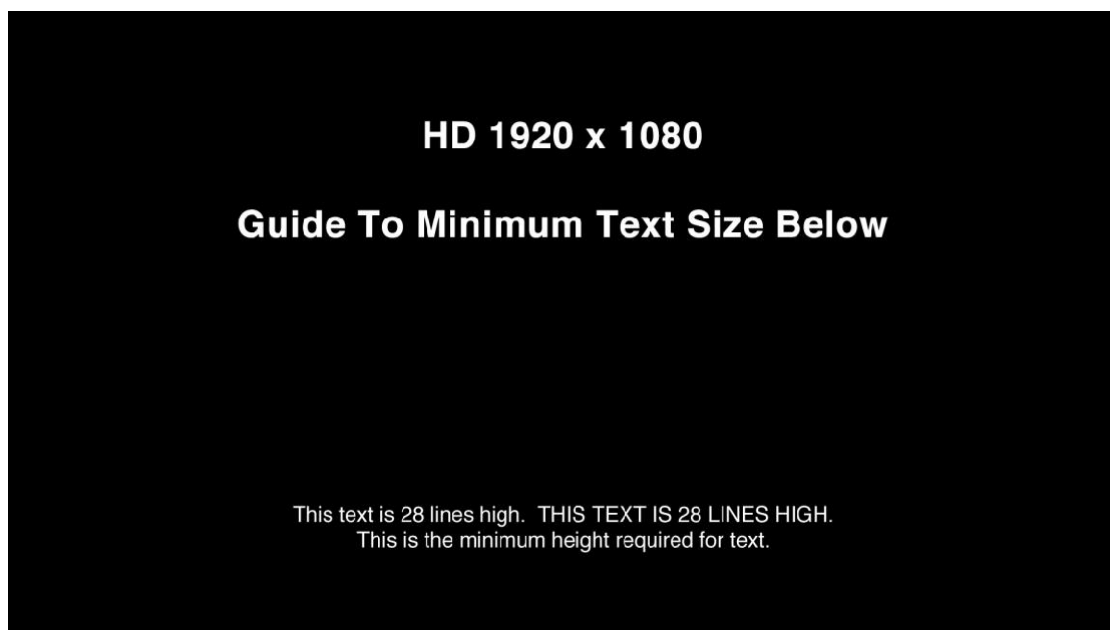 HD 1920 x 1080
Guide To Minimum Text Size Below
This text is 28 lines high.  THIS TEXT IS 28 LINES HIGH.
This is the minimum height required for text.